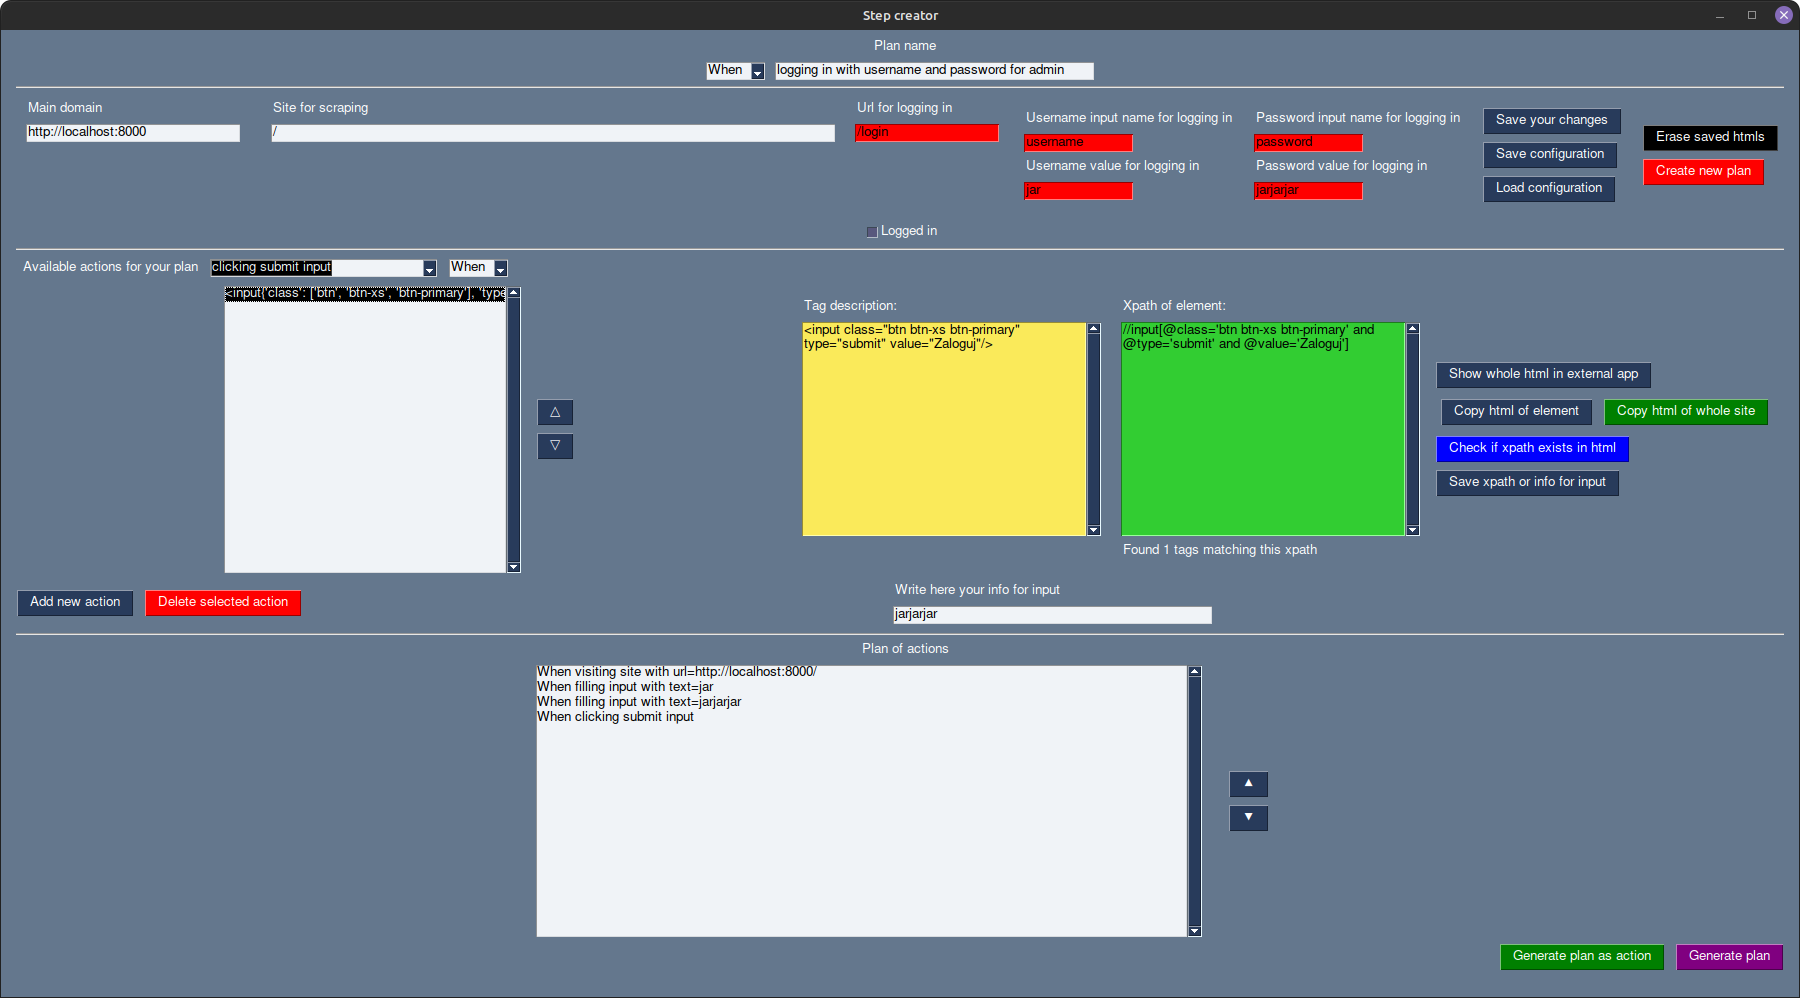 Step creator
Plan name
When
logging in with username and password for admin
Main domain
Site for scraping
Url for logging in
Username input name for logging in
Password input name for logging in
Save your changes
http://localhost:8000
/
/login
username
password
Erase saved htmls
Username value for logging in
Password value for logging in
Save configuration
Create new plan
jar
jarjarjar
Load configuration
Logged in
Available actions for your plan
clicking submit input
When
<input{'class': ['btn', 'btn-xs', 'btn-primary'], 'type
Tag description:
Xpath of element:
<input class="btn btn-xs btn-primary"
type="submit" value="Zaloguj"/>
//input[@class='btn btn-xs btn-primary' and
@type='submit' and @value='Zaloguj']
Show whole html in external app
△
Copy html of element
Copy html of whole site
▽
Check if xpath exists in html
Save xpath or info for input
Found 1 tags matching this xpath
Write here your info for input
Add new action
Delete selected action
jarjarjar
Plan of actions
When visiting site with url=http://localhost:8000/
When filling input with text=jar
When filling input with text=jarjarjar
When clicking submit input
▲
▼
Generate plan as action
Generate plan